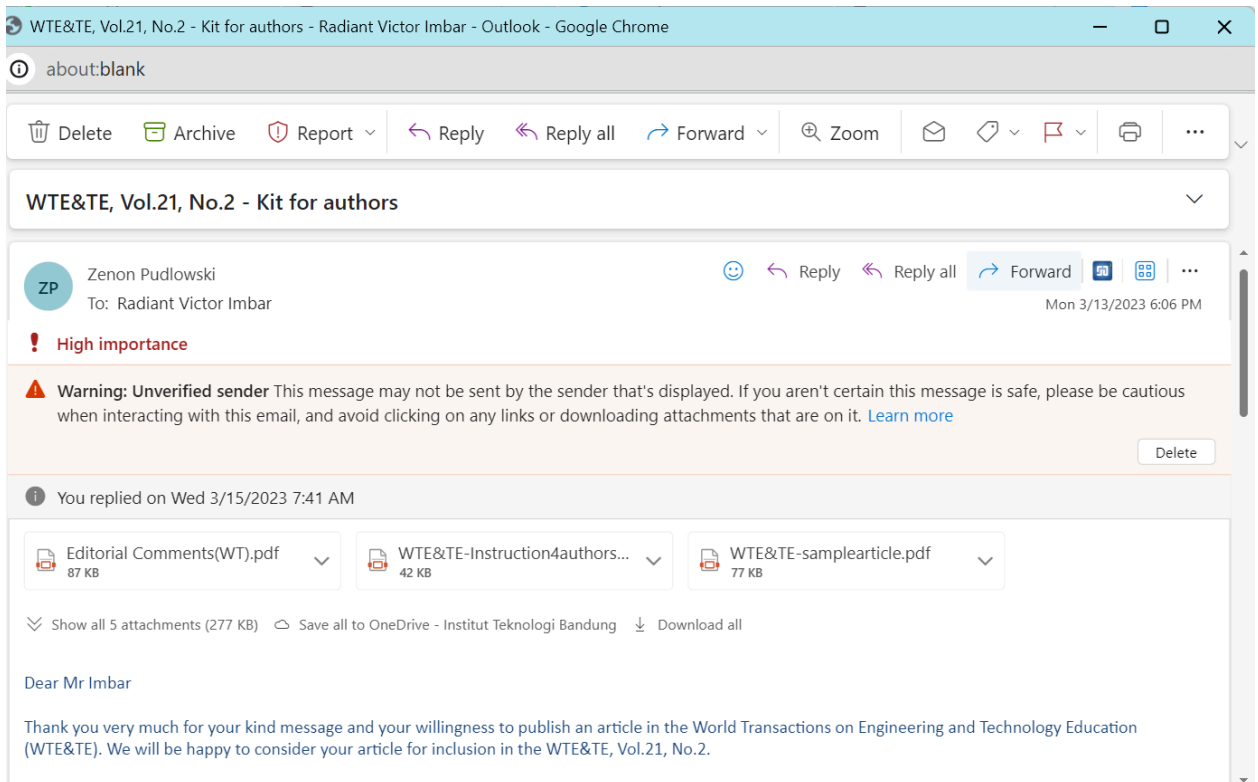 WTE&TE, Vol.21, No.2 - Kit for authors - Radiant Victor Imbar - Outlook - Google Chrome
about:blank
Delete Archive Report Reply Reply all Forward Zoom
WTE&TE, Vol.21, No.2 - Kit for authors
ZP
Zenon Pudlowski
To: Radiant Victor Imbar
Reply Reply all Forward
Mon 3/13/2023 6:06 PM
High importance
Warning: Unverified sender This message may not be sent by the sender that's displayed. If you aren't certain this message is safe, please be cautious
when interacting with this email, and avoid clicking on any links or downloading attachments that are on it. Learn more
Delete
You replied on Wed 3/15/2023 7:41 AM
Editorial Comments(WT).pdf
87 KB
WTE&TE-Instruction4authors...
42 KB
WTE&TE-samplearticle.pdf
77 KB
Show all 5 attachments (277 KB) Save all to OneDrive - Institut Teknologi Bandung Download all
Dear Mr Imbar
Thank you very much for your kind message and your willingness to publish an article in the World Transactions on Engineering and Technology Education
(WTE&TE). We will be happy to consider your article for inclusion in the WTE&TE, Vol.21, No.2.